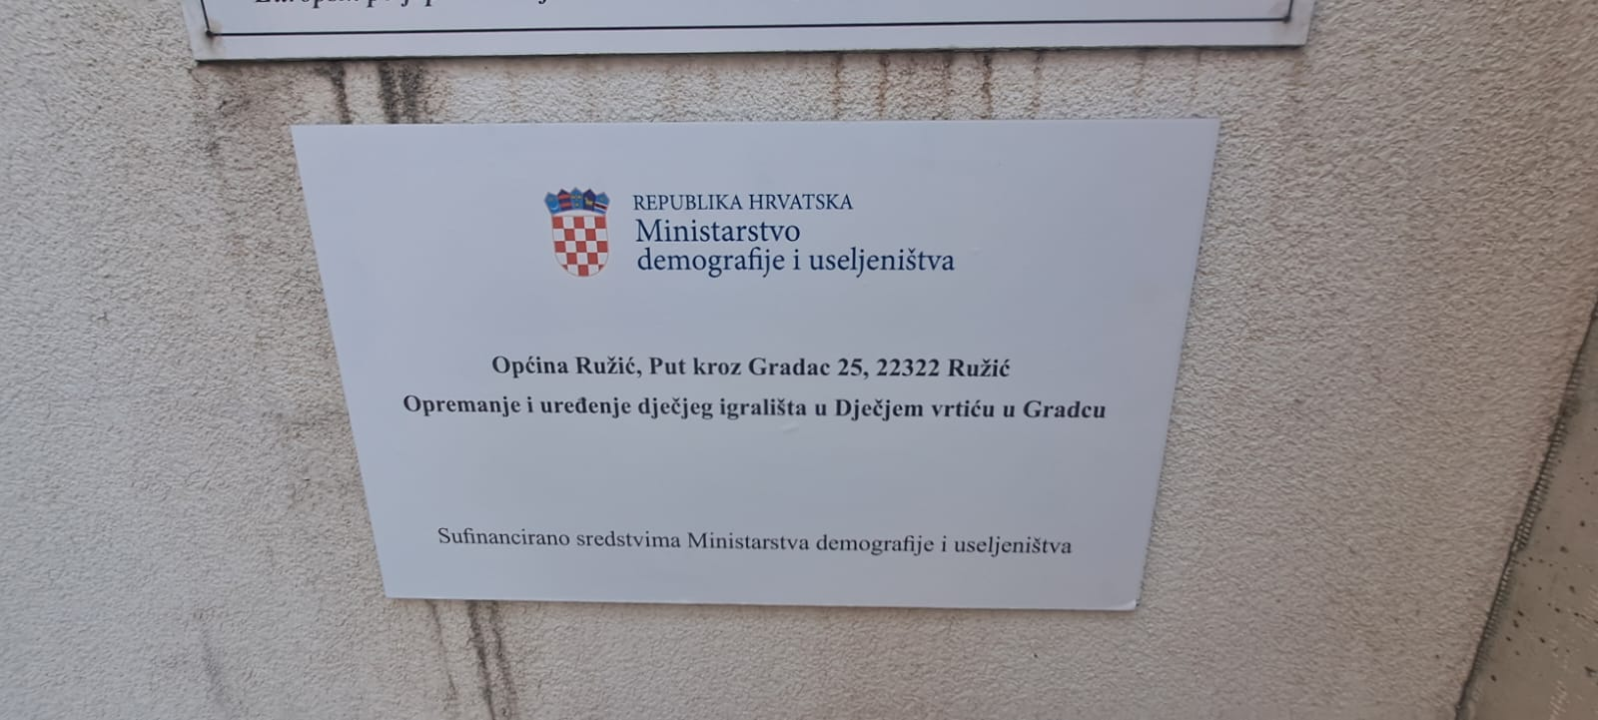 REPUBLIKA HRVATSKA
Ministarstvo
demografije i useljeništva
Općina Ružić, Put kroz Gradac 25, 22322 Ružić
Opremanje i uređenje dječjeg igrališta u Dječjem vrtiću u Gradcu
Sufinancirano sredstvima Ministarstva demografije i useljeništva